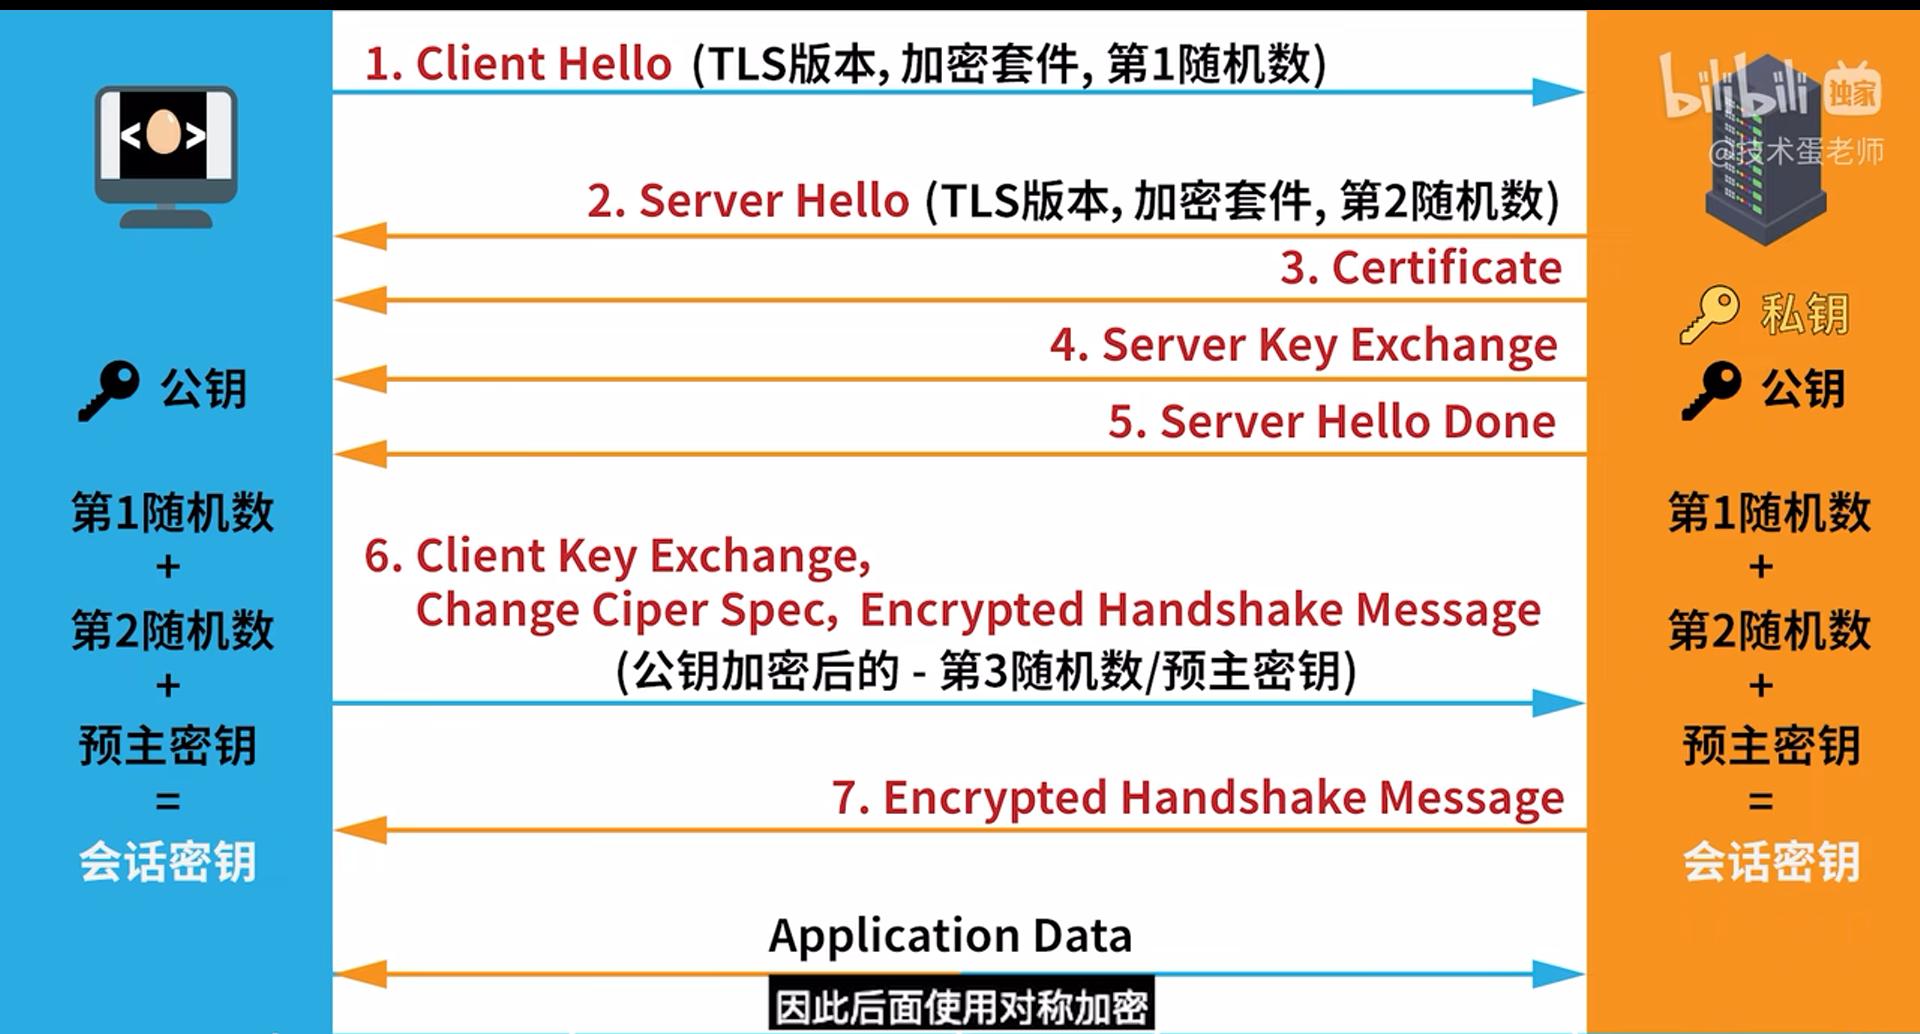 1. Client Hello (TLS版本, 加密套件, 第1随机数)
bilibili 独家
@技术蛋老师
< >
2. Server Hello (TLS版本, 加密套件, 第2随机数)
3. Certificate
私钥
4. Server Key Exchange
公钥
公钥
5. Server Hello Done
第1随机数
+
第2随机数
+
预主密钥
=
会话密钥
6. Client Key Exchange,
Change Ciper Spec, Encrypted Handshake Message
(公钥加密后的 - 第3随机数/预主密钥)
7. Encrypted Handshake Message
第1随机数
+
第2随机数
+
预主密钥
=
会话密钥
Application Data
因此后面使用对称加密